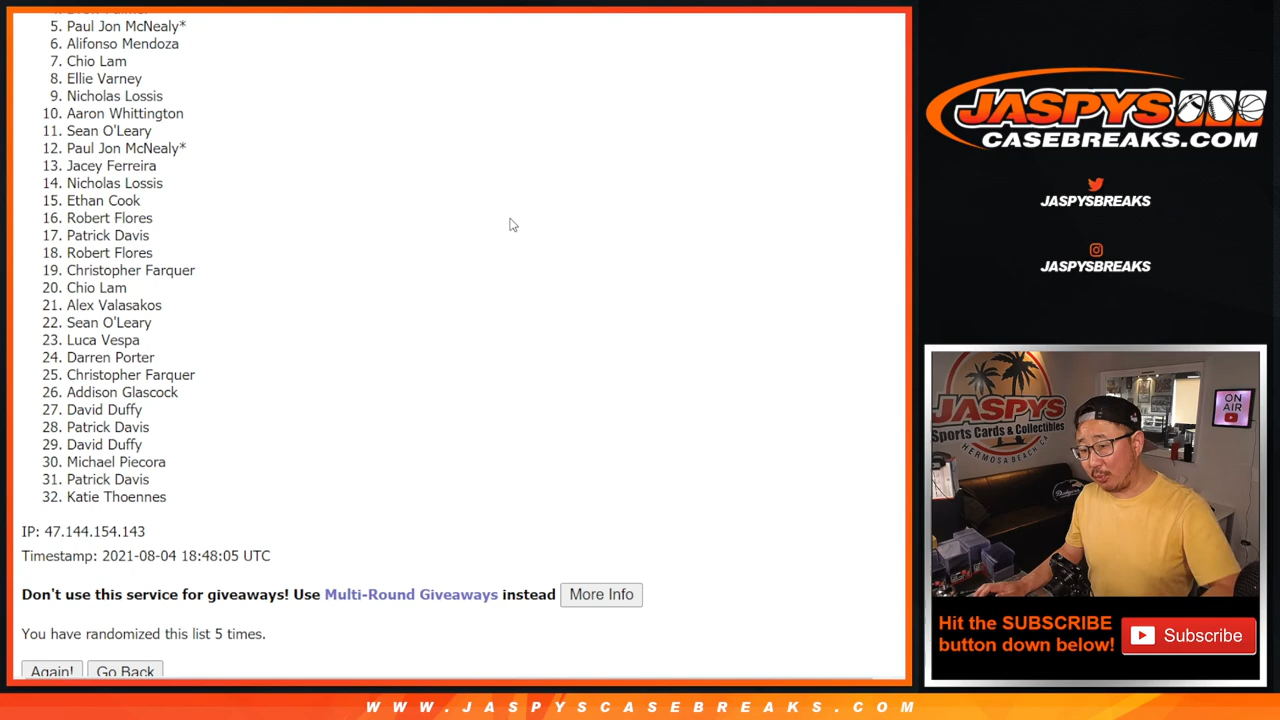 5. Paul Jon McNealy*
6. Alifonso Mendoza
7. Chio Lam
8. Ellie Varney
9. Nicholas Lossis
10. Aaron Whittington
11. Sean O'Leary
12. Paul Jon McNealy*
13. Jacey Ferreira
14. Nicholas Lossis
15. Ethan Cook
16. Robert Flores
17. Patrick Davis
18. Robert Flores
19. Christopher Farquer
20. Chio Lam
21. Alex Valasakos
22. Sean O'Leary
23. Luca Vespa
24. Darren Porter
25. Christopher Farquer
26. Addison Glascock
27. David Duffy
28. Patrick Davis
29. David Duffy
30. Michael Piecora
31. Patrick Davis
32. Katie Thoennes
IP: 47.144.154.143
Timestamp: 2021-08-04 18:48:05 UTC
Don't use this service for giveaways! Use Multi-Round Giveaways instead More Info
You have randomized this list 5 times.
Again! Go Back
JASPYS
CASEBREAKS.COM
JASPYSBREAKS
JASPYSBREAKS
JASPYS
Sports Cards & Collectibles
HERMOSA BEACH CA
ON
AIR
Dodgers
Hit the SUBSCRIBE
button down below!
Subscribe
WWW.JASPYSCASEBREAKS.COM